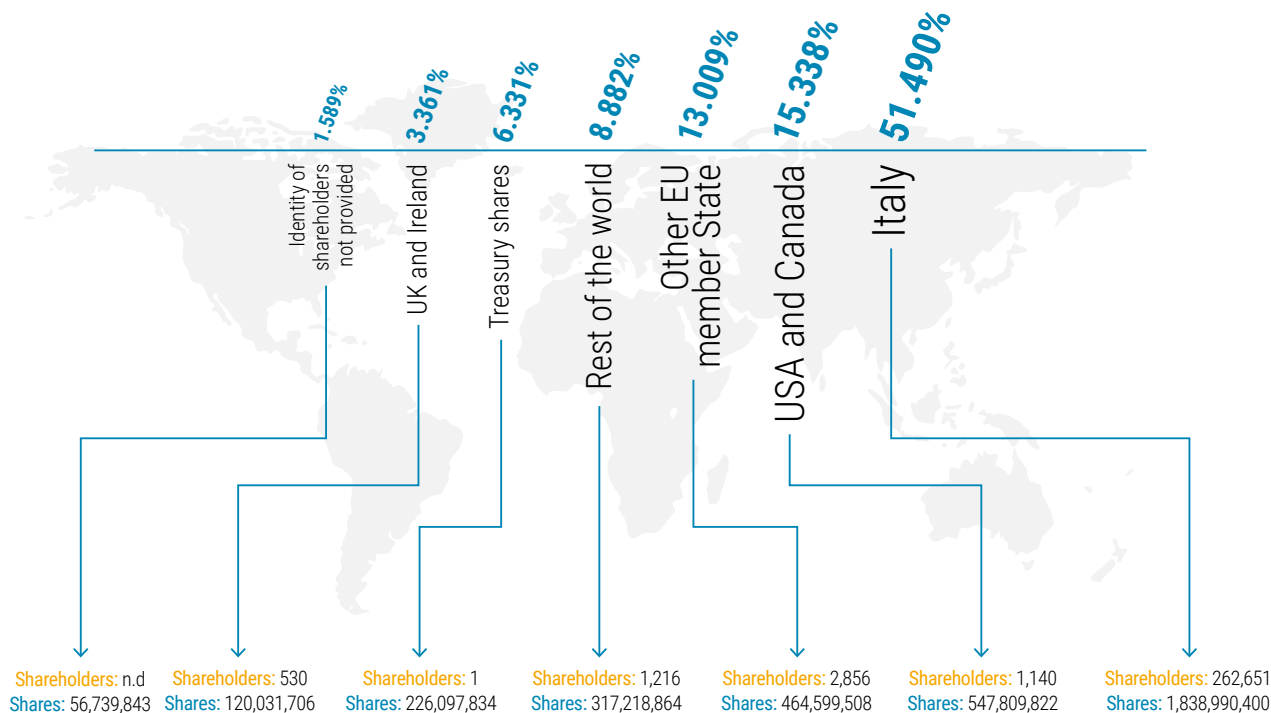 1.589%
3.361%
6.331%
8.882%
13.009%
15.338%
51.490%
Identity of
shareholders
not provided
UK and Ireland
Treasury shares
Rest of the world
Other EU
member State
USA and Canada
Italy
Shareholders: n.d
Shares: 56,739,843
Shareholders: 530
Shares: 120,031,706
Shareholders: 1
Shares: 226,097,834
Shareholders: 1,216
Shares: 317,218,864
Shareholders: 2,856
Shares: 464,599,508
Shareholders: 1,140
Shares: 547,809,822
Shareholders: 262,651
Shares: 1,838,990,400